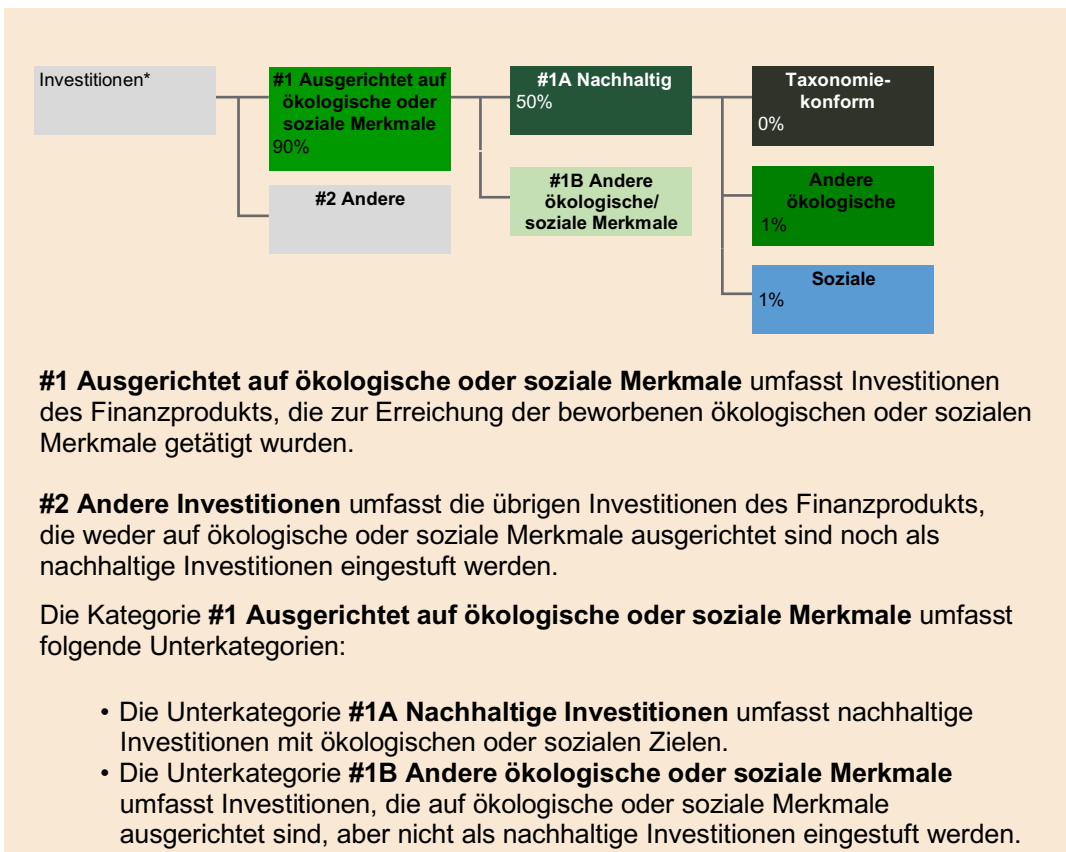 Investitionen*
#1 Ausgerichtet auf
ökologische oder
soziale Merkmale
90%
#2 Andere
#1A Nachhaltig
50%
#1B Andere
ökologische/
soziale Merkmale
Taxonomie-
konform
0%
Andere
ökologische
1%
Soziale
1%
#1 Ausgerichtet auf ökologische oder soziale Merkmale umfasst Investitionen
des Finanzprodukts, die zur Erreichung der beworbenen ökologischen oder sozialen
Merkmale getätigt wurden.
#2 Andere Investitionen umfasst die übrigen Investitionen des Finanzprodukts,
die weder auf ökologische oder soziale Merkmale ausgerichtet sind noch als
nachhaltige Investitionen eingestuft werden.
Die Kategorie #1 Ausgerichtet auf ökologische oder soziale Merkmale umfasst
folgende Unterkategorien:
• Die Unterkategorie #1A Nachhaltige Investitionen umfasst nachhaltige
Investitionen mit ökologischen oder sozialen Zielen.
• Die Unterkategorie #1B Andere ökologische oder soziale Merkmale
umfasst Investitionen, die auf ökologische oder soziale Merkmale
ausgerichtet sind, aber nicht als nachhaltige Investitionen eingestuft werden.